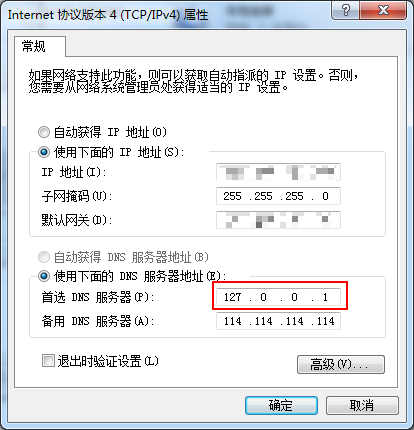 Internet 协议版本 4 (TCP/IPv4) 属性
常规
如果网络支持此功能，则可以获取自动指派的 IP 设置。否则，
您需要从网络系统管理员处获得适当的 IP 设置。
自动获得 IP 地址(O)
使用下面的 IP 地址(S):
IP 地址(I):
子网掩码(U): 255 .255 .255 . 0
默认网关(D):
自动获得 DNS 服务器地址(B)
使用下面的 DNS 服务器地址(E):
首选 DNS 服务器(P): 127 . 0 . 0 . 1
备用 DNS 服务器(A): 114 .114 .114 .114
退出时验证设置(L)
高级(V)...
确定 取消